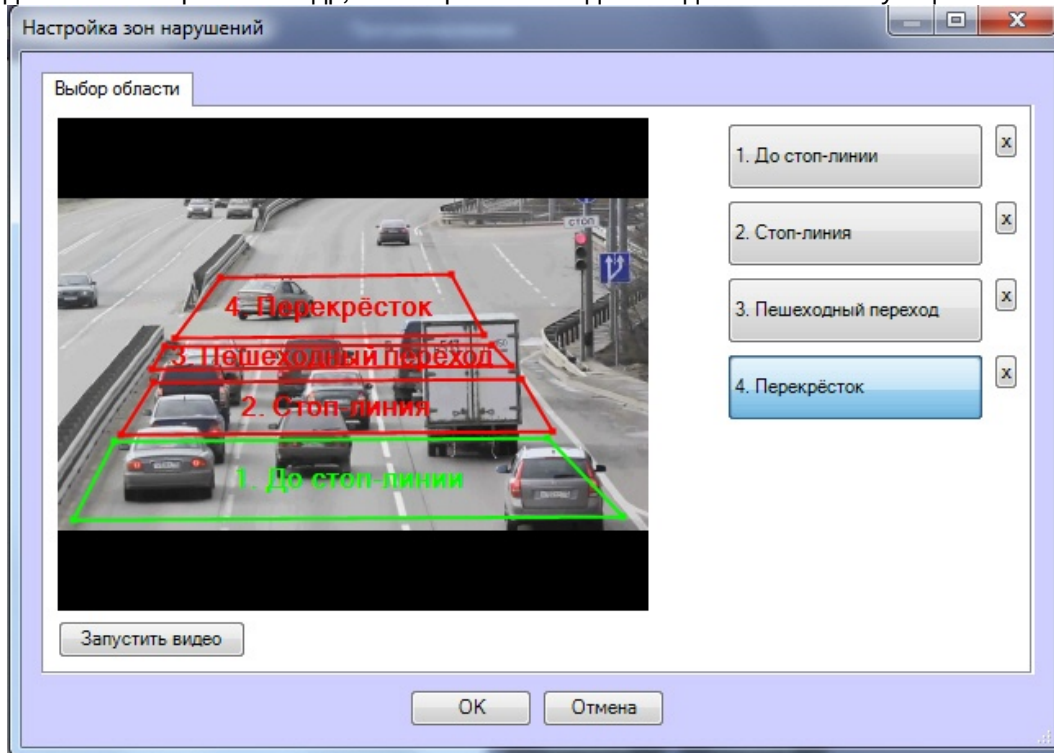 Настройка зон нарушений
Выбор области
1. До стоп-линии
x
2. Стоп-линия
x
3. Пешеходный переход
x
4. Перекрёсток
x
стоп
4. Перекрёсток
3. Пешеходный переход
2. Стоп-линия
1. До стоп-линии
Запустить видео
OK
Отмена